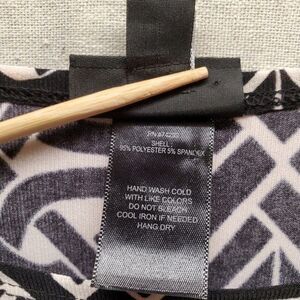 SHELL
95% POLYESTER 5% SPANDEX
HAND WASH COLD
WITH LIKE COLORS
DO NOT BLEACH
COOL IRON IF NEEDED
HANG DRY